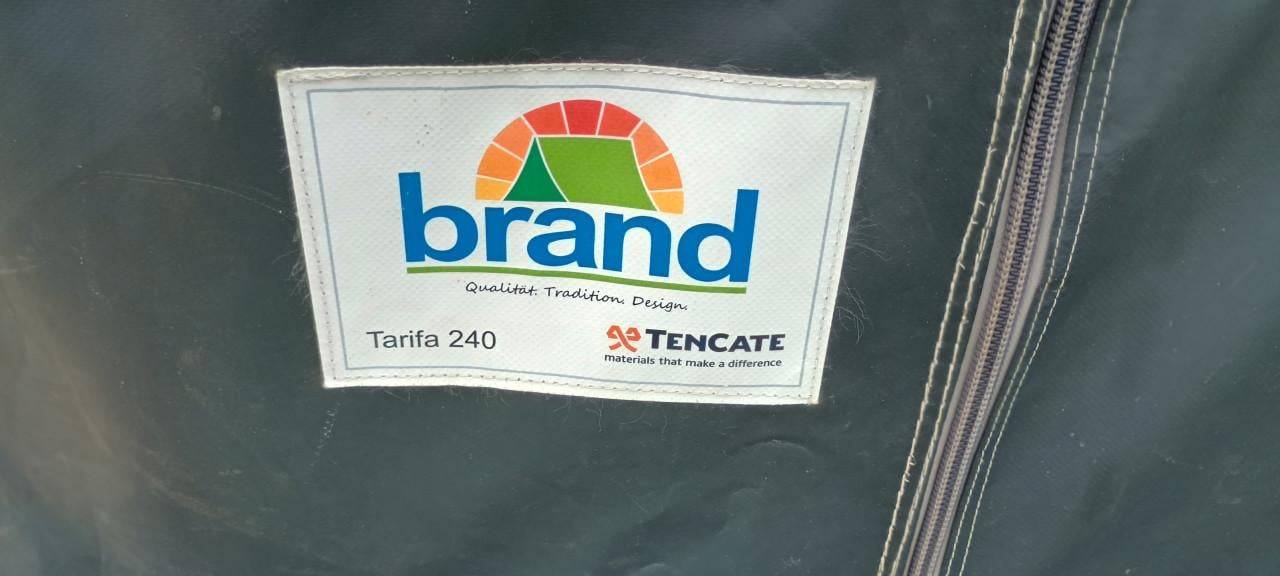 brand
Qualität. Tradition. Design.
Tarifa 240
TENCATE
materials that make a difference